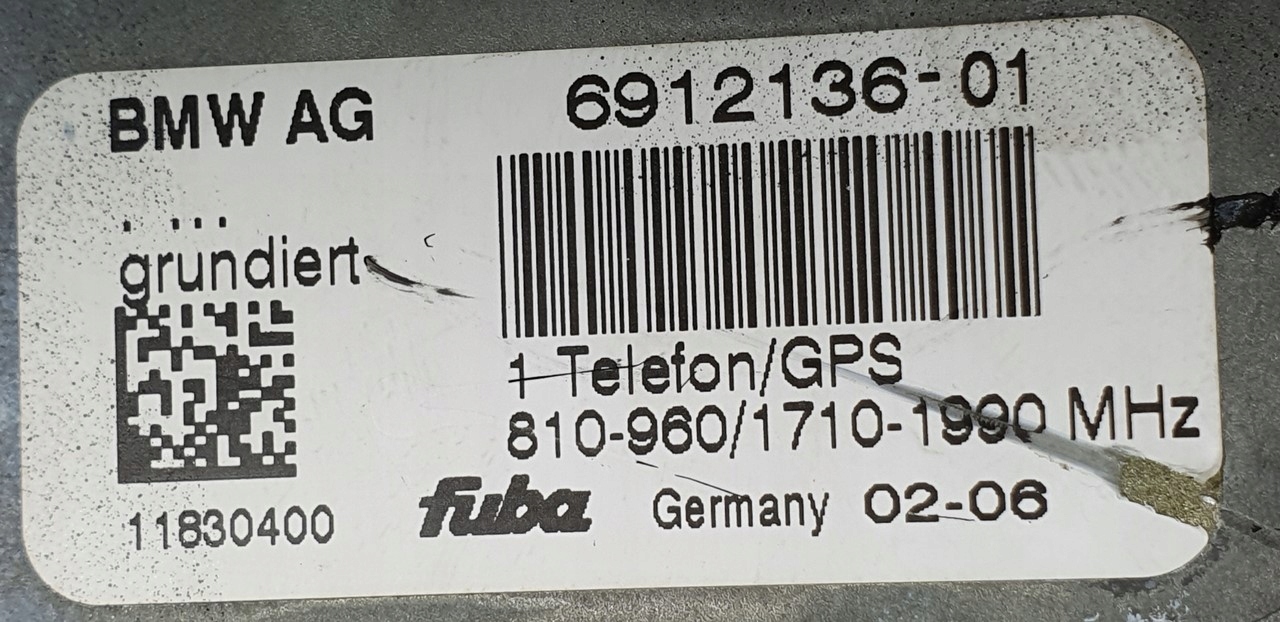 BMW AG
6912136-01
grundiert
1 Telefon/GPS
810-960/1710-1990 MHz
11830400
fuba
Germany 02-06